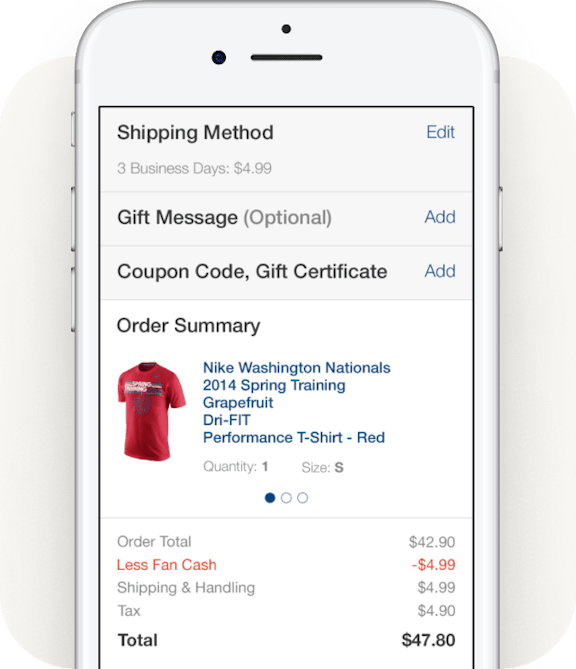 Shipping Method Edit
3 Business Days: $4.99
Gift Message (Optional) Add
Coupon Code, Gift Certificate Add
Order Summary
SPRING
TRAINING
Nike Washington Nationals
2014 Spring Training
Grapefruit
Dri-FIT
Performance T-Shirt - Red
Quantity: 1 Size: S
Order Total $42.90
Less Fan Cash -$4.99
Shipping & Handling $4.99
Tax $4.90
Total $47.80